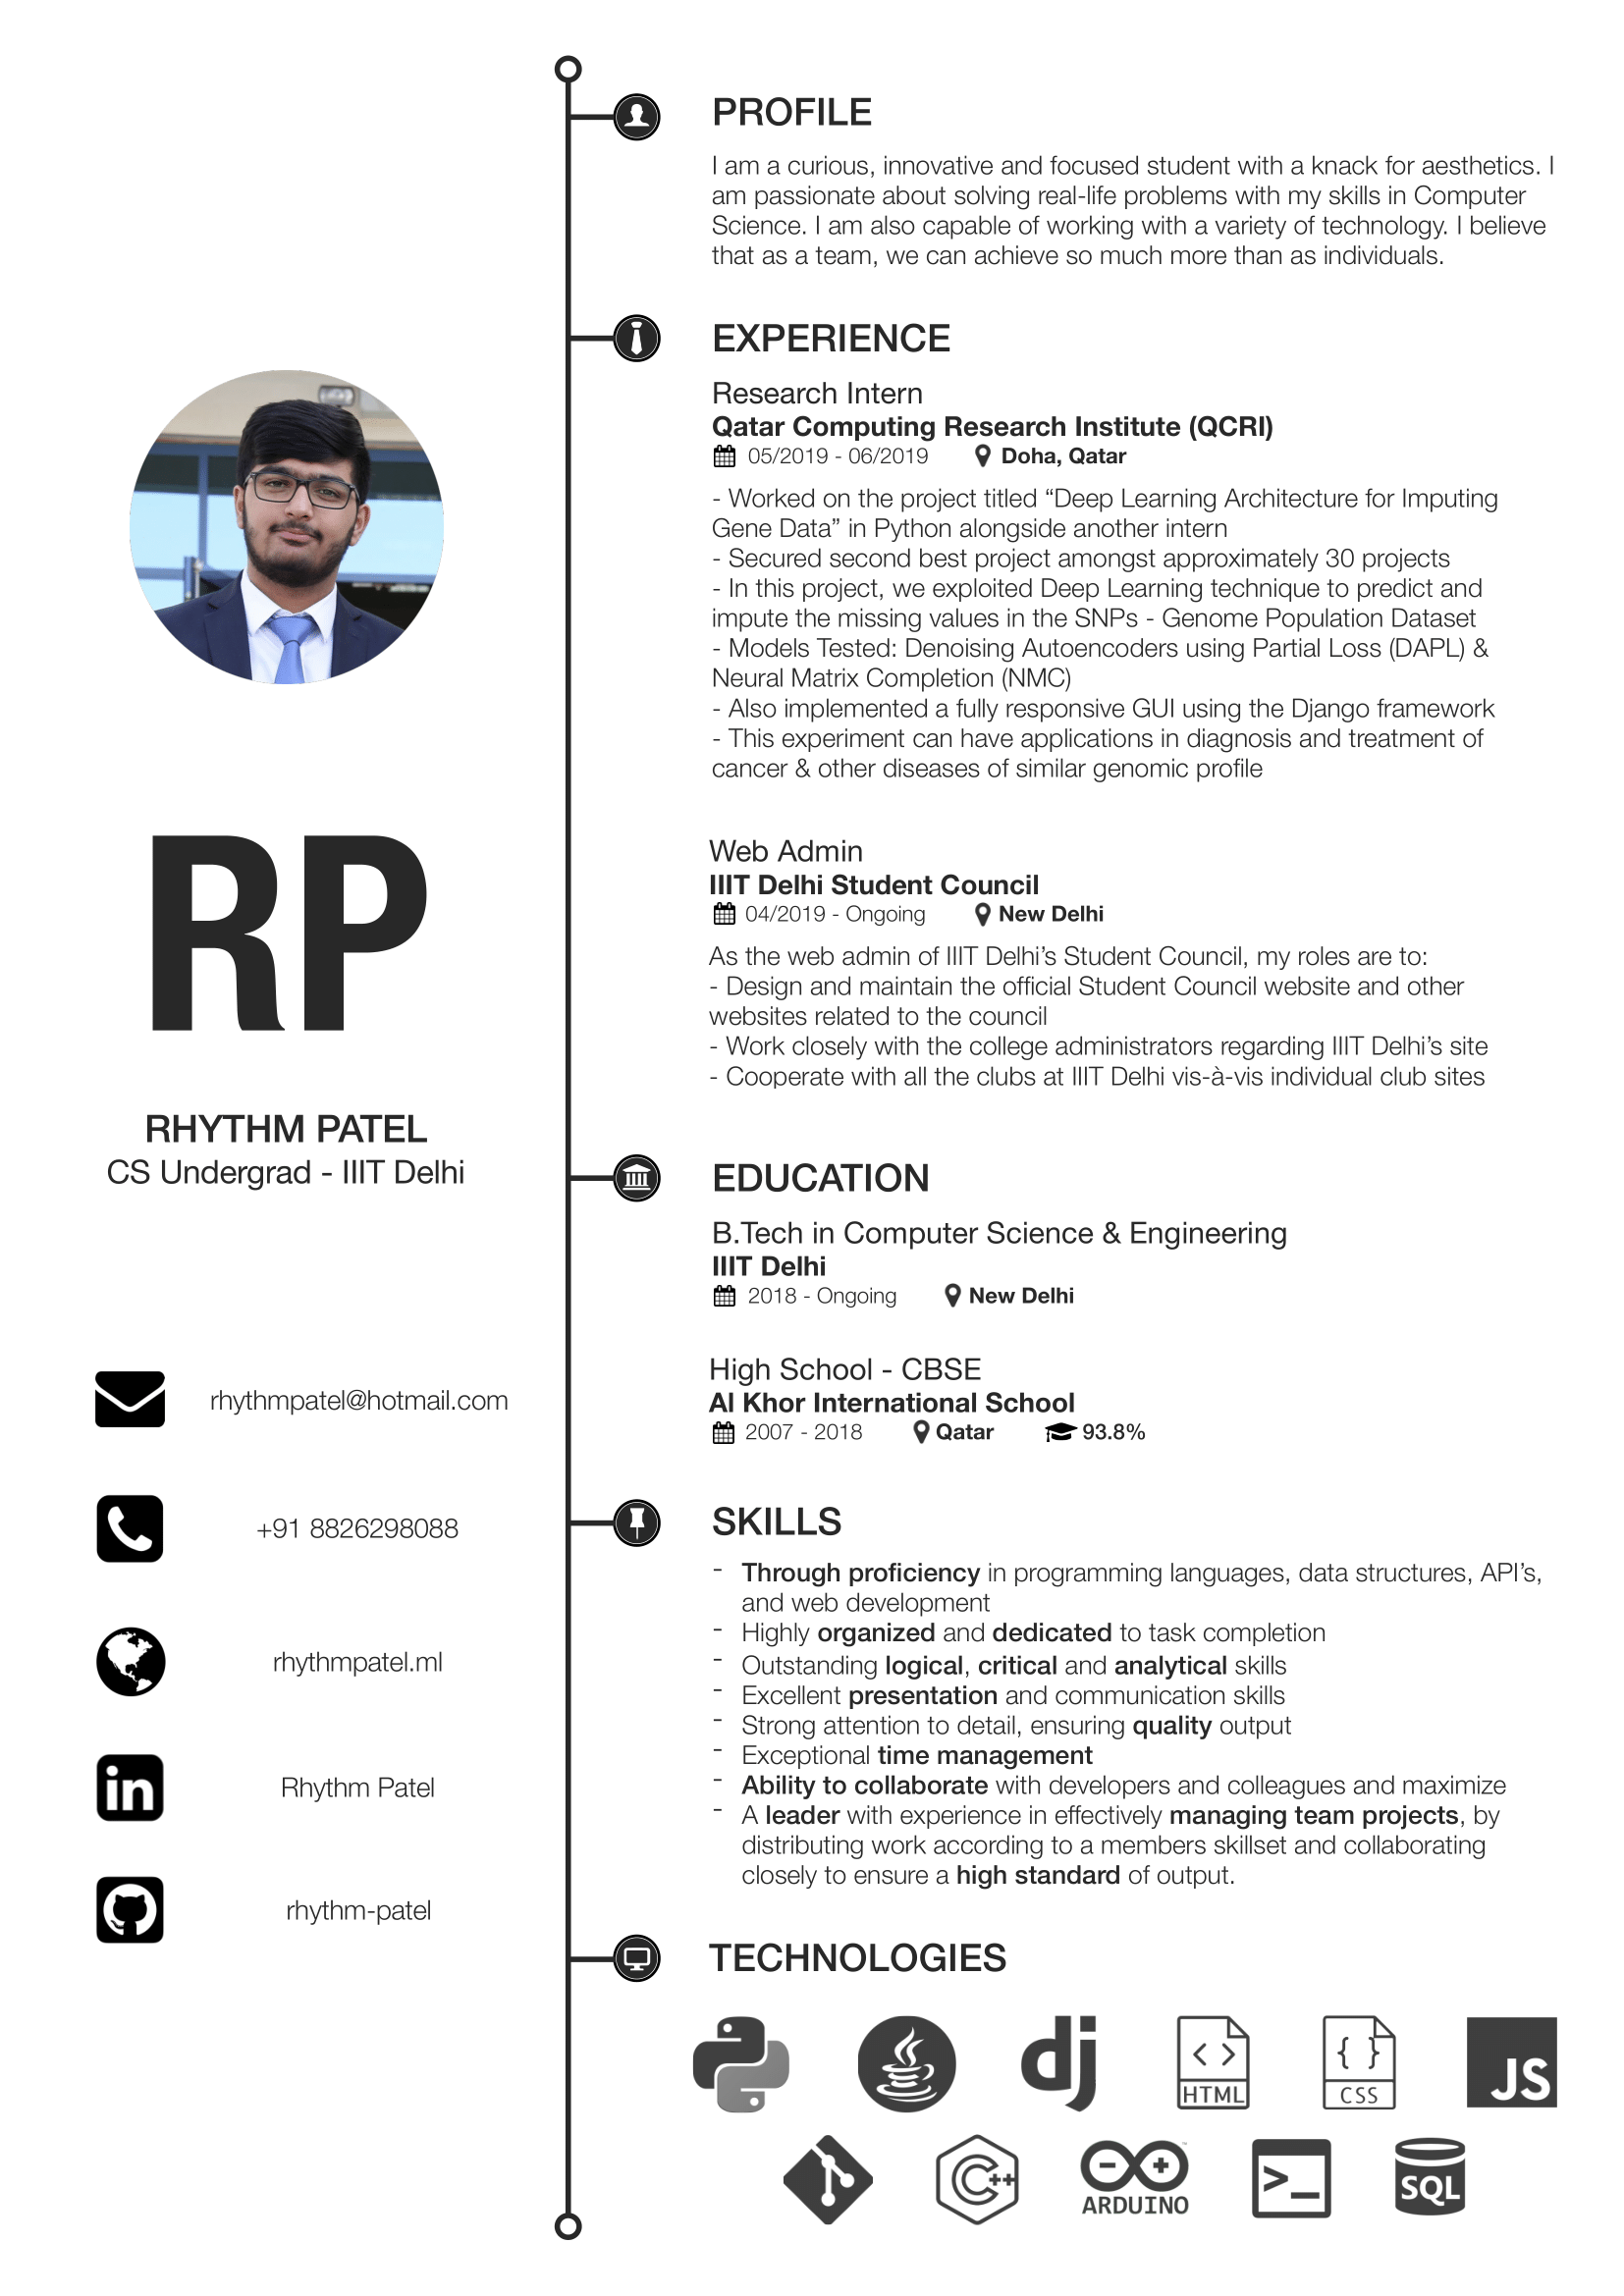 RP
RHYTHM PATEL
CS Undergrad - IIIT Delhi
rhythmpatel@hotmail.com
+91 8826298088
rhythmpatel.ml
in
Rhythm Patel
rhythm-patel
PROFILE
I am a curious, innovative and focused student with a knack for aesthetics. I
am passionate about solving real-life problems with my skills in Computer
Science. I am also capable of working with a variety of technology. I believe
that as a team, we can achieve so much more than as individuals.
EXPERIENCE
Research Intern
Qatar Computing Research Institute (QCRI)
05/2019 - 06/2019 Doha, Qatar
- Worked on the project titled “Deep Learning Architecture for Imputing
Gene Data” in Python alongside another intern
- Secured second best project amongst approximately 30 projects
- In this project, we exploited Deep Learning technique to predict and
impute the missing values in the SNPs - Genome Population Dataset
- Models Tested: Denoising Autoencoders using Partial Loss (DAPL) &
Neural Matrix Completion (NMC)
- Also implemented a fully responsive GUI using the Django framework
- This experiment can have applications in diagnosis and treatment of
cancer & other diseases of similar genomic profile
Web Admin
IIIT Delhi Student Council
04/2019 - Ongoing New Delhi
As the web admin of IIIT Delhi’s Student Council, my roles are to:
- Design and maintain the official Student Council website and other
websites related to the council
- Work closely with the college administrators regarding IIIT Delhi’s site
- Cooperate with all the clubs at IIIT Delhi vis-à-vis individual club sites
EDUCATION
B.Tech in Computer Science & Engineering
IIIT Delhi
2018 - Ongoing New Delhi
High School - CBSE
Al Khor International School
2007 - 2018 Qatar 93.8%
SKILLS
- Through proficiency in programming languages, data structures, API’s,
and web development
- Highly organized and dedicated to task completion
- Outstanding logical, critical and analytical skills
- Excellent presentation and communication skills
- Strong attention to detail, ensuring quality output
- Exceptional time management
- Ability to collaborate with developers and colleagues and maximize
- A leader with experience in effectively managing team projects, by
distributing work according to a members skillset and collaborating
closely to ensure a high standard of output.
TECHNOLOGIES
dj <> HTML { } CSS JS
C++ ARDUINO >_ SQL